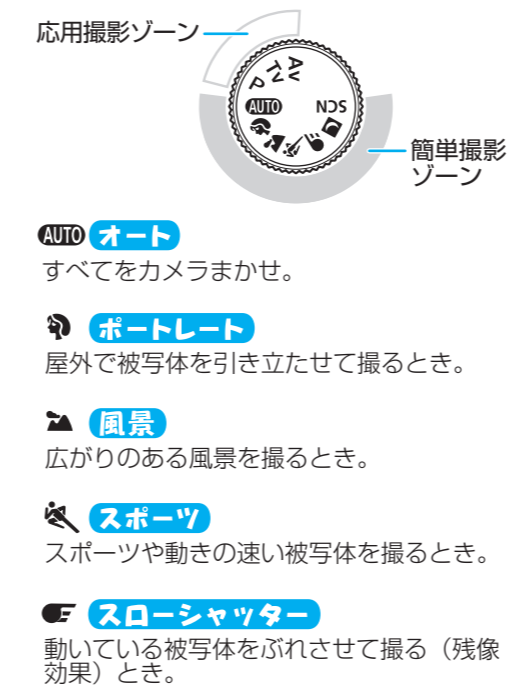 応用撮影ゾーン
Av
Tv
P
AUTO
SCN
簡単撮影
ゾーン
AUTO オート
すべてをカメラまかせ。
ポートレート
屋外で被写体を引き立たせて撮るとき。
風景
広がりのある風景を撮るとき。
スポーツ
スポーツや動きの速い被写体を撮るとき。
スローシャッター
動いている被写体をぶれさせて撮る（残像
効果）とき。